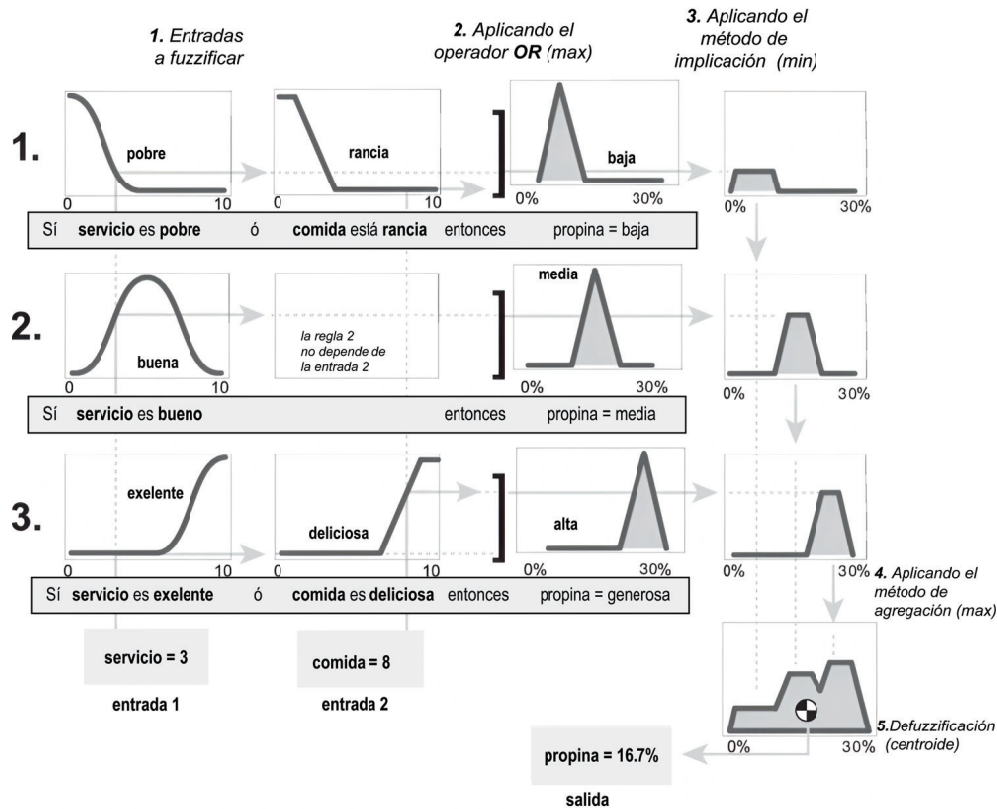 1. Entradas
a fuzzificar
2. Aplicando el
operador OR (max)
3. Aplicando el
método de
implicación (min)
1.
pobre
0 10
rancia
0 10
baja
0% 30%
0% 30%
Sí servicio es pobre ó comida está rancia entonces propina = baja
2.
buena
0 10
la regla 2
no depende de
la entrada 2
media
0% 30%
0% 30%
Sí servicio es bueno entonces propina = media
3.
exelente
0 10
deliciosa
0 10
alta
0% 30%
0% 30%
Sí servicio es exelente ó comida es deliciosa entonces propina = generosa
4. Aplicando el
método de
agregación (max)
servicio = 3
entrada 1
comida = 8
entrada 2
0% 30%
5.Defuzzificación
(centroide)
propina = 16.7%
salida